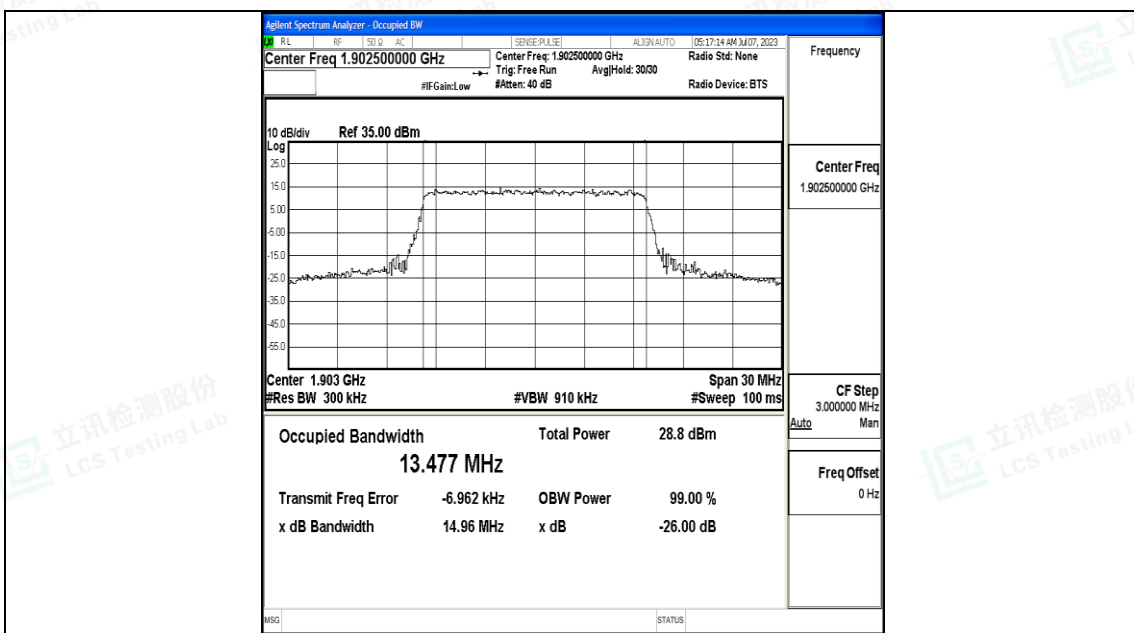 Agilent Spectrum Analyzer - Occupied BW
RL RF 50 Ω AC SENSE:PULSE ALIGN AUTO 05:17:14 AM Jul 07, 2023
Center Freq 1.902500000 GHz
Center Freq: 1.902500000 GHz
Radio Std: None
Trig: Free Run Avg|Hold: 30/30
#IFGain:Low #Atten: 40 dB Radio Device: BTS
10 dB/div Ref 35.00 dBm
Log
25.0
15.0
5.00
-5.00
-15.0
-25.0
-35.0
-45.0
-55.0
Center 1.903 GHz Span 30 MHz
#Res BW 300 kHz #VBW 910 kHz #Sweep 100 ms
Occupied Bandwidth Total Power 28.8 dBm
13.477 MHz
Transmit Freq Error -6.962 kHz OBW Power 99.00 %
x dB Bandwidth 14.96 MHz x dB -26.00 dB
MSG STATUS
Frequency
Center Freq
1.902500000 GHz
CF Step
3.000000 MHz
Auto Man
Freq Offset
0 Hz
立讯检测股份
LCS Testing Lab
立讯检测股份
LCS Testing L
sting Lab